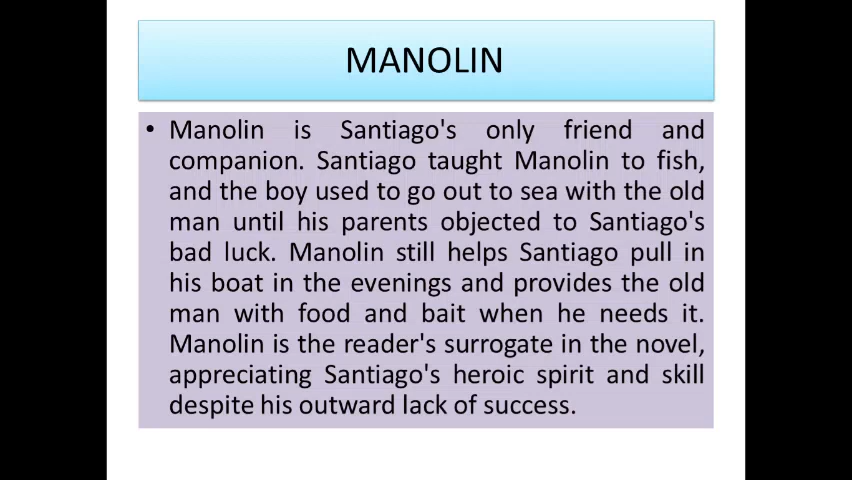 MANOLIN
• Manolin is Santiago's only friend and
companion. Santiago taught Manolin to fish,
and the boy used to go out to sea with the old
man until his parents objected to Santiago's
bad luck. Manolin still helps Santiago pull in
his boat in the evenings and provides the old
man with food and bait when he needs it.
Manolin is the reader's surrogate in the novel,
appreciating Santiago's heroic spirit and skill
despite his outward lack of success.